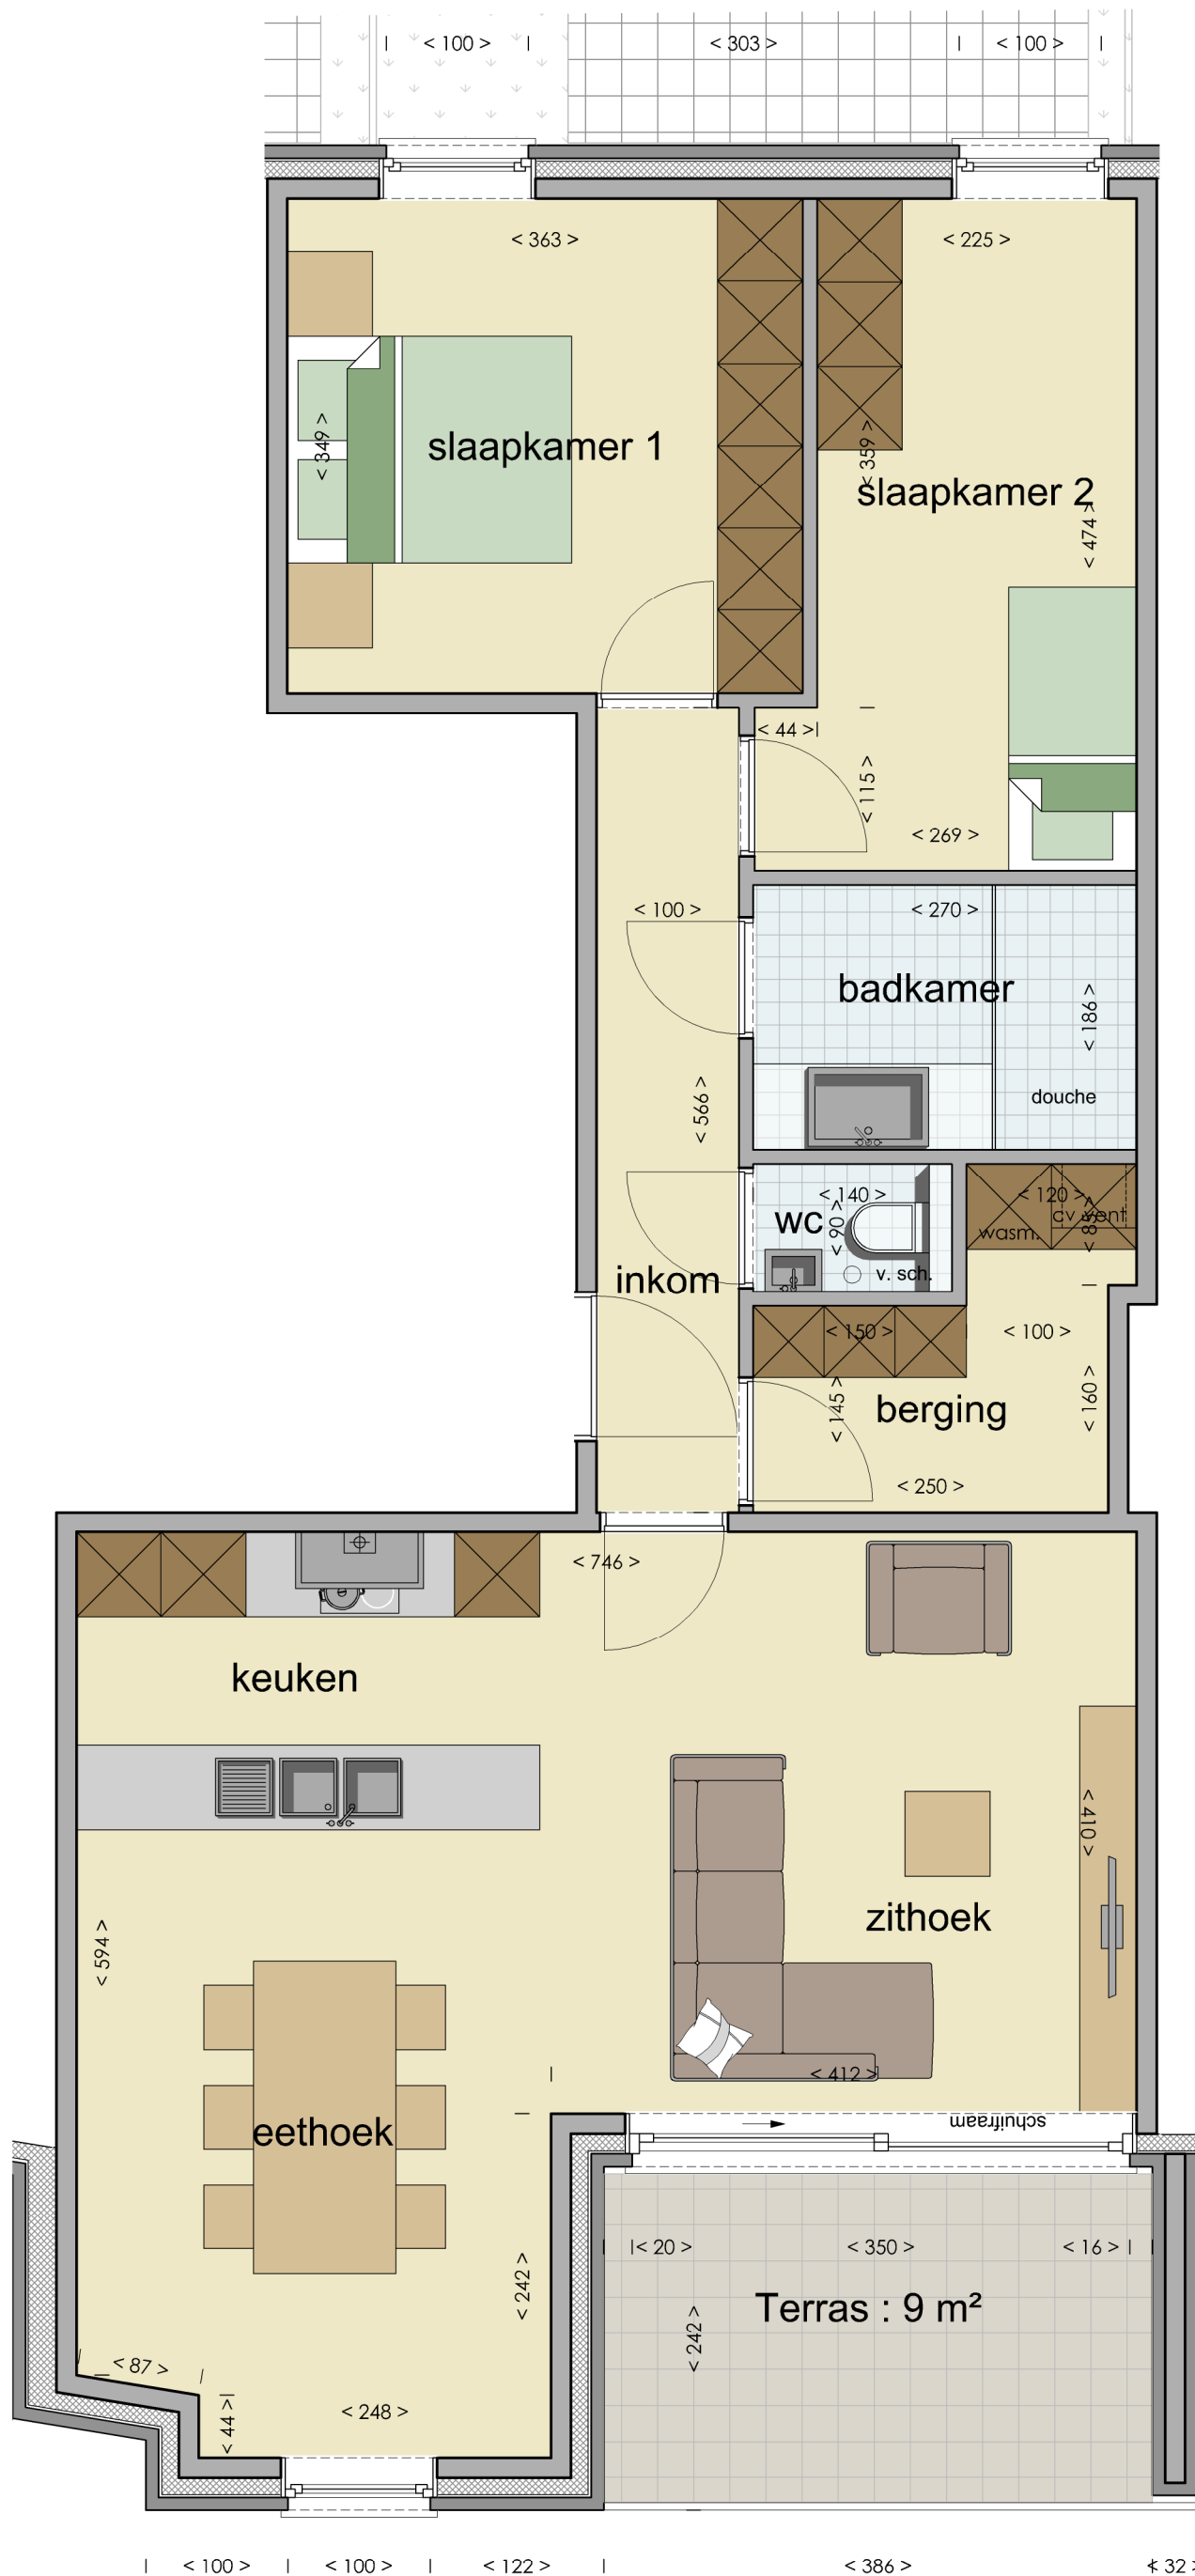 < 100 > < 303 > < 100 >
< 363 > < 225 >
< 349 >
slaapkamer 1
< 359 >
slaapkamer 2
< 474 >
< 44 >
< 115 >
< 269 >
< 100 > < 270 >
badkamer
< 186 >
douche
< 566 >
< 140 > < 120 >
wc
< 90 >
cv vent
< 85 >
wasm.
v. sch.
inkom
< 150 > < 100 >
< 145 >
berging
< 160 >
< 250 >
< 746 >
keuken
< 410 >
zithoek
< 594 >
< 412 >
eethoek
schuifraam
< 20 > < 350 > < 16 >
< 242 >
Terras : 9 m²
< 242 >
< 87 >
< 44 >
< 248 >
< 100 > < 100 > < 122 > < 386 > < 32 >